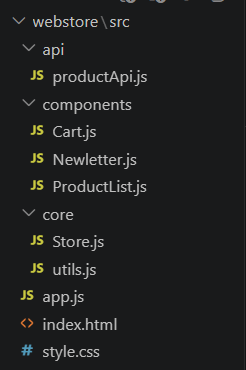 webstore\src
api
JS productApi.js
components
JS Cart.js
JS Newletter.js
JS ProductList.js
core
JS Store.js
JS utils.js
JS app.js
<> index.html
# style.css